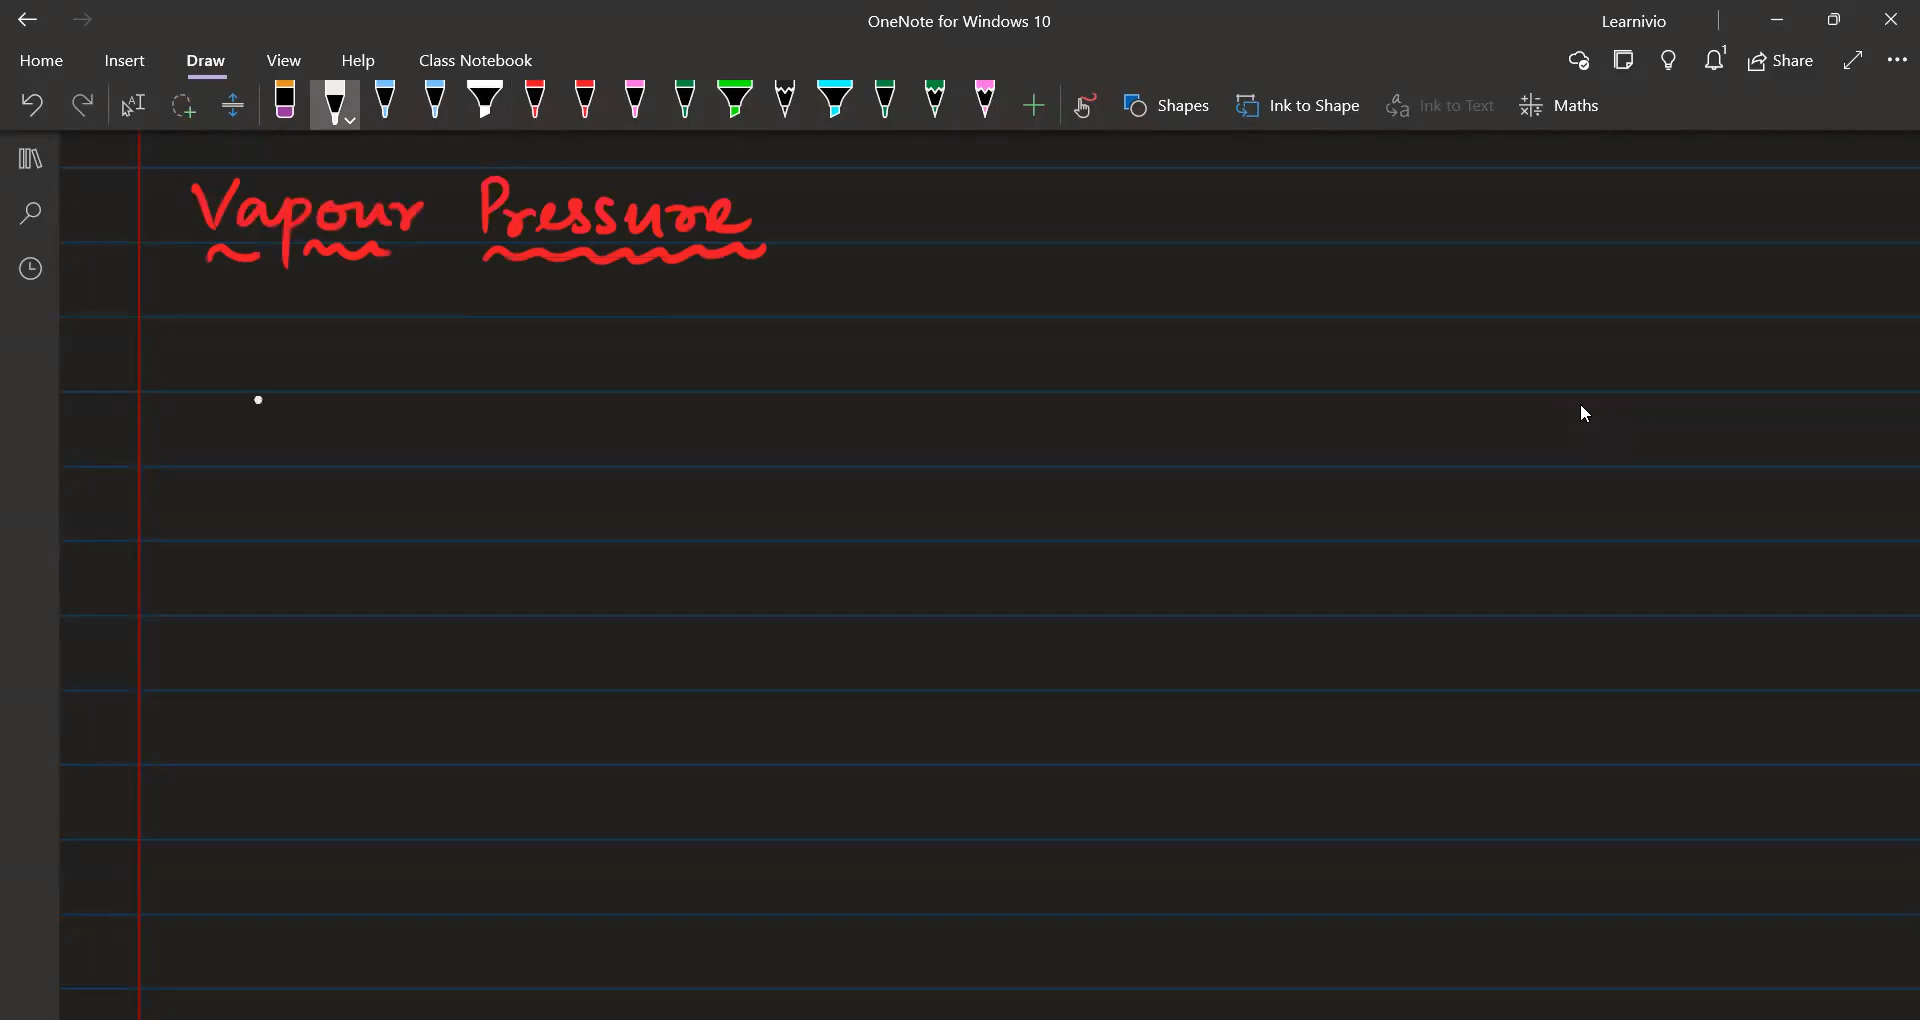 OneNote for Windows 10
Learnivio
Home Insert Draw View Help Class Notebook
1
Share
Shapes Ink to Shape Ink to Text Maths
Vapour Pressure